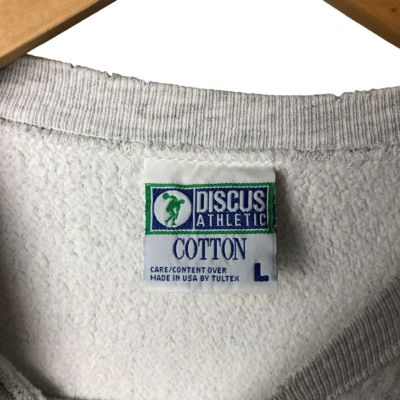 DISCUS
ATHLETIC
COTTON
CARE/CONTENT OVER
MADE IN USA BY TULTEX
L